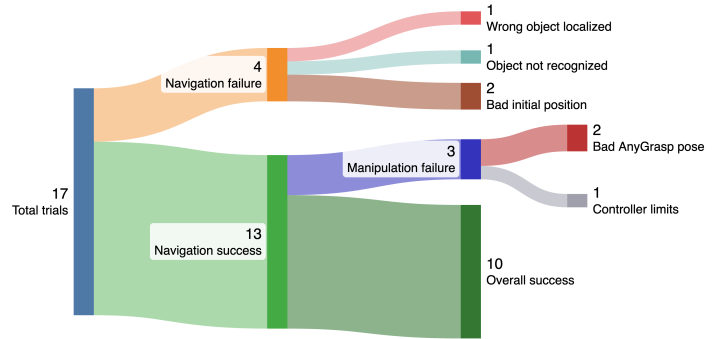 17
Total trials
4
Navigation failure
13
Navigation success
1
Wrong object localized
1
Object not recognized
2
Bad initial position
3
Manipulation failure
10
Overall success
2
Bad AnyGrasp pose
1
Controller limits